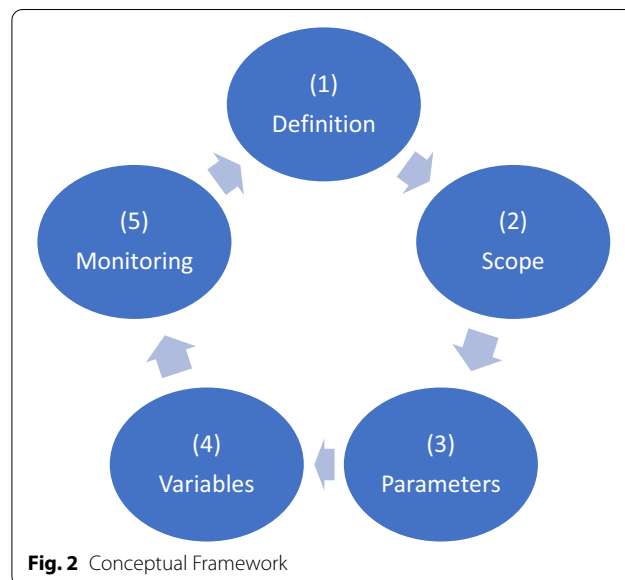 (1)
Definition
(2)
Scope
(3)
Parameters
(4)
Variables
(5)
Monitoring
Fig. 2 Conceptual Framework